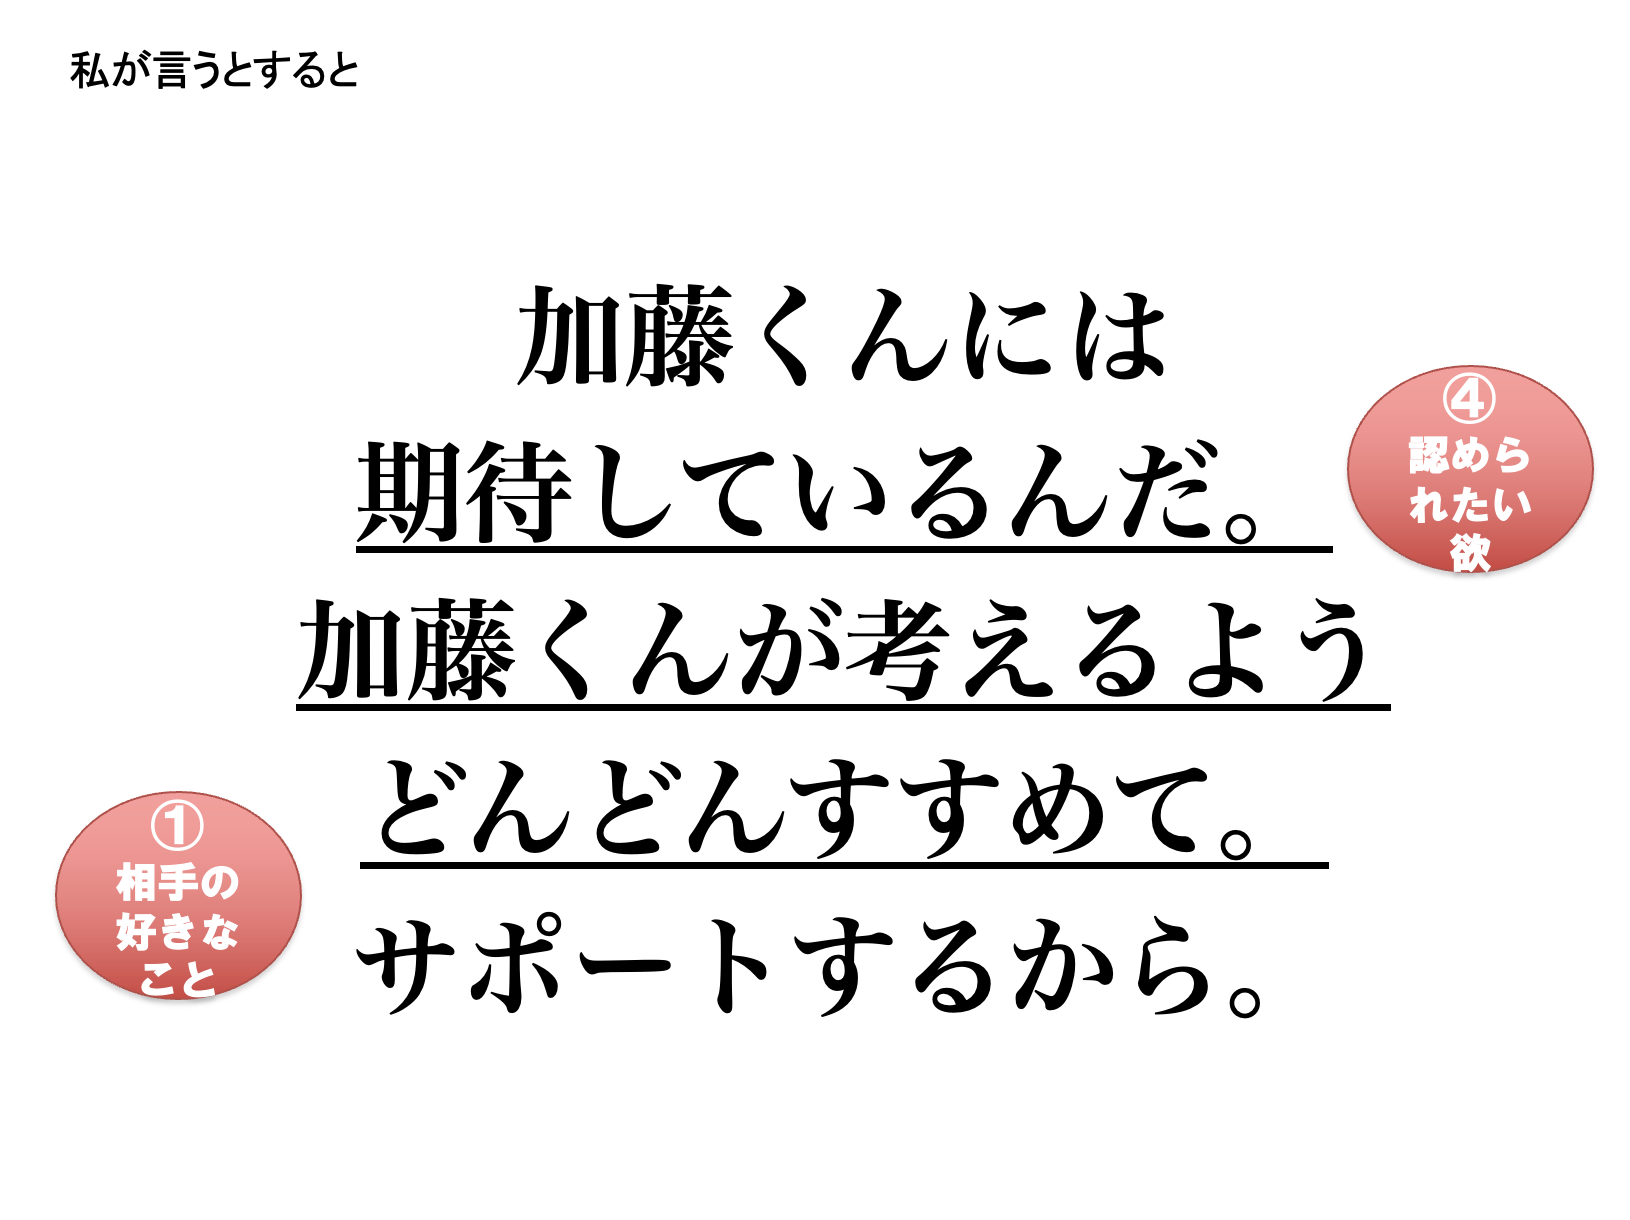 私が言うとすると
加藤くんには
期待しているんだ。
④
認めら
れたい
欲
加藤くんが考えるよう
どんどんすすめて。
①
相手の
好きな
こと
サポートするから。